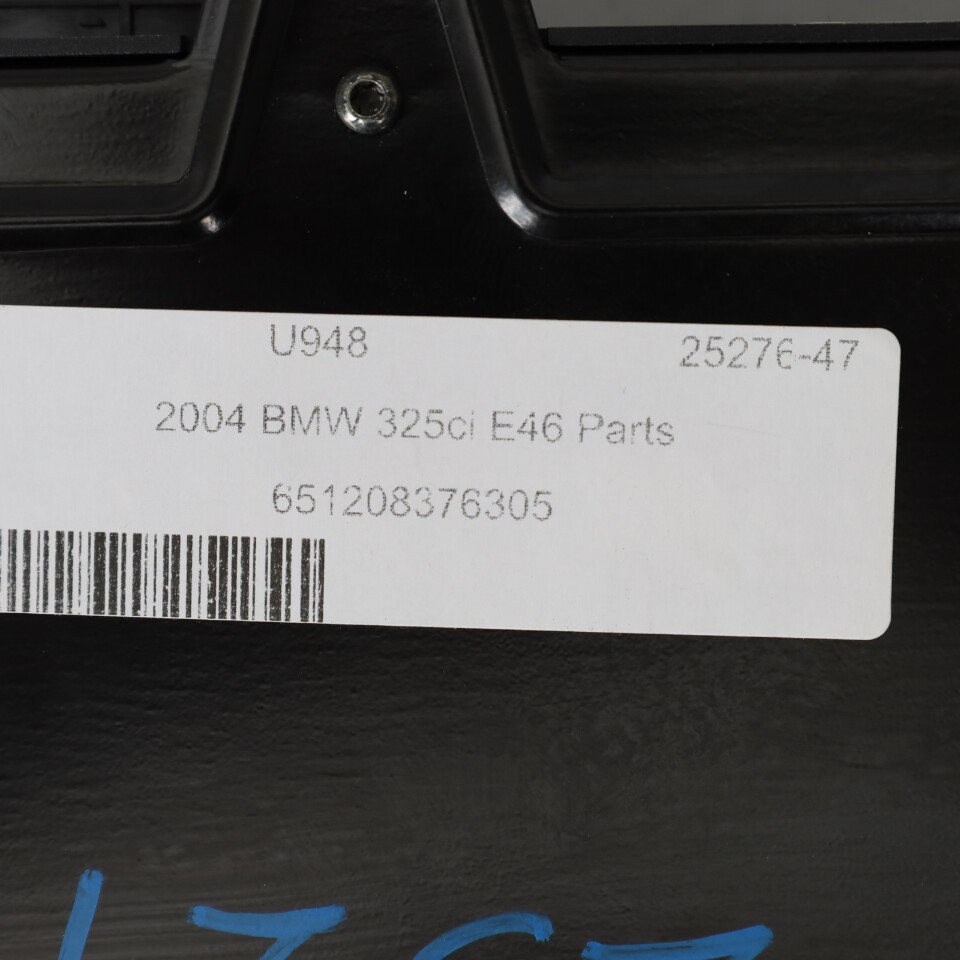 U948 25276-47
2004 BMW 325ci E46 Parts
651208376305